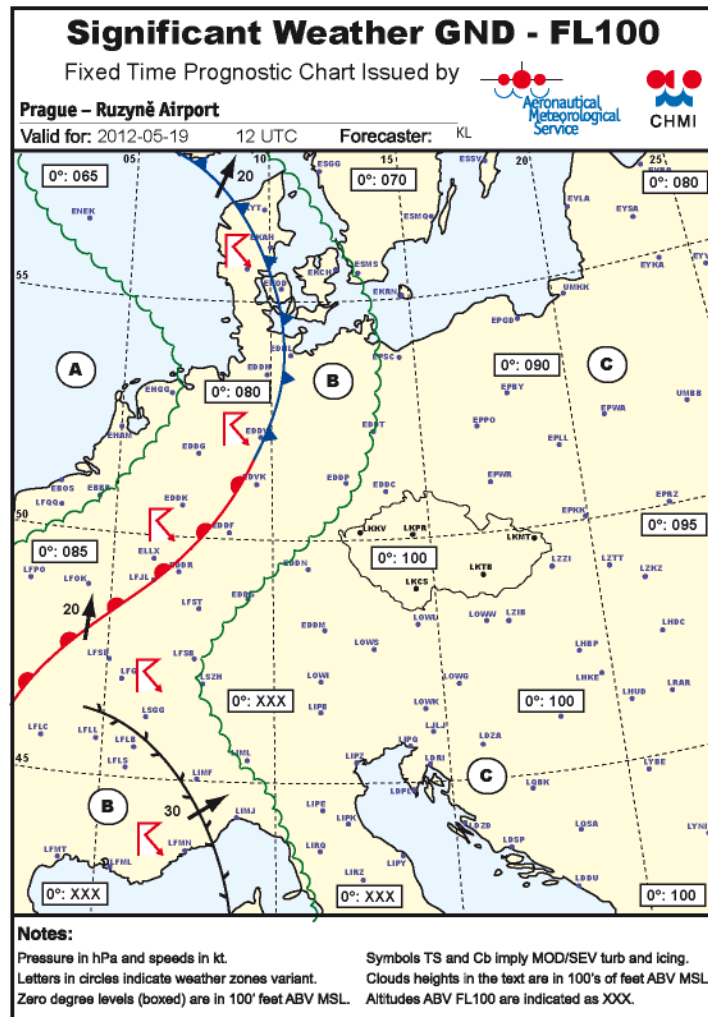 Significant Weather GND - FL100
Fixed Time Prognostic Chart Issued by
Aeronautical
Meteorological
Service
CHMI
Prague – Ruzyně Airport
Valid for: 2012-05-19 12 UTC Forecaster: KL
05 10 20 25
0°: 065
20
ESGG
ESSY
0°: 070
0°: 080
ENEK
ESMQ
EVLA
EYSA
EKAH
EYKA
55
EKCH
ESMS
EKRN
UMKK
EPGD
A
B
C
EPSC
0°: 090
EDDH
EHGG
0°: 080
EPBY
UMBB
EHAM
EDDV
EDDT
EPPO
EPWA
EDDG
EPLL
EBOS
EBBR
EDVK
EDDP
EDDC
EPWR
LFQQ
EDDK
EPKK
EPRZ
50
EDDF
LKKV
LKPR
LKMT
0°: 095
0°: 085
ELLX
0°: 100
LFPO
LFOK
LFJL
EDDR
EDDN
LKTB
LKCS
LZZI
LZTT
LZKZ
20
LFST
EDDS
EDDM
LOWU
LOWW
LZIB
LHDC
LOWS
LHBP
LFSD
LFSB
LSZH
LOWI
LOWG
LHKE
LHUD
LRAR
0°: XXX
0°: 100
LSGG
LIPB
LOWK
LFLC
LFLL
LFLB
LJLJ
LDZA
45
LFLS
LIML
LIMF
LIPZ
LIPQ
LDRI
C
LYBE
B
30
LIMJ
LIPE
LDPL
LQBK
LIPK
LDZD
LQSA
LYNI
LFMT
LFML
LFMN
LIRQ
LIPY
LDSP
0°: XXX
LIRZ
0°: XXX
LDDU
0°: 100
Notes:
Pressure in hPa and speeds in kt.
Letters in circles indicate weather zones variant.
Zero degree levels (boxed) are in 100' feet ABV MSL.
Symbols TS and Cb imply MOD/SEV turb and icing.
Clouds heights in the text are in 100's of feet ABV MSL
Altitudes ABV FL100 are indicated as XXX.